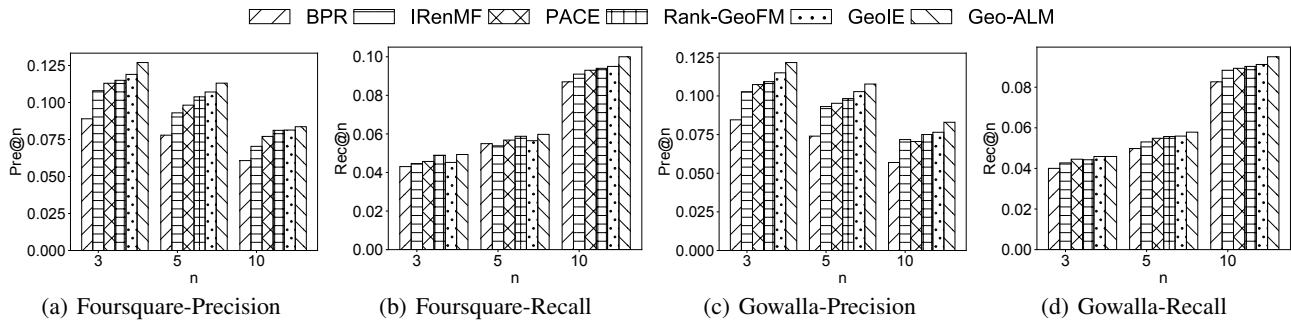 BPR IRenMF PACE Rank-GeoFM GeoIE Geo-ALM
Pre@n
0.125
0.100
0.075
0.050
0.025
0.000
3 5 10
n
(a) Foursquare-Precision
Rec@n
0.10
0.08
0.06
0.04
0.02
0.00
3 5 10
n
(b) Foursquare-Recall
Pre@n
0.125
0.100
0.075
0.050
0.025
0.000
3 5 10
n
(c) Gowalla-Precision
Rec@n
0.08
0.06
0.04
0.02
0.00
3 5 10
n
(d) Gowalla-Recall